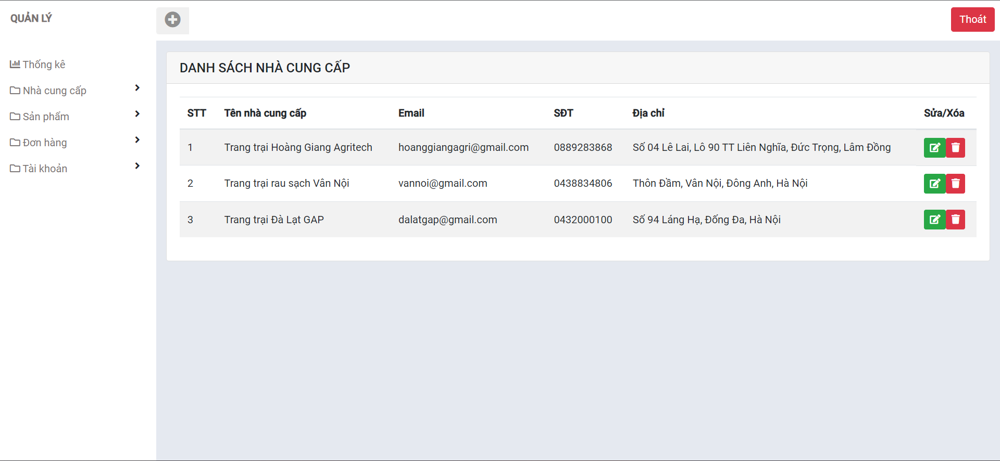 QUẢN LÝ
Thoát
Thống kê
Nhà cung cấp
Sản phẩm
Đơn hàng
Tài khoản
DANH SÁCH NHÀ CUNG CẤP
STT Tên nhà cung cấp Email SĐT Địa chỉ Sửa/Xóa
1 Trang trại Hoàng Giang Agritech hoanggiangagri@gmail.com 0889283868 Số 04 Lê Lai, Lô 90 TT Liên Nghĩa, Đức Trọng, Lâm Đồng
2 Trang trại rau sạch Vân Nội vannoi@gmail.com 0438834806 Thôn Đầm, Vân Nội, Đông Anh, Hà Nội
3 Trang trại Đà Lạt GAP dalatgap@gmail.com 0432000100 Số 94 Láng Hạ, Đống Đa, Hà Nội